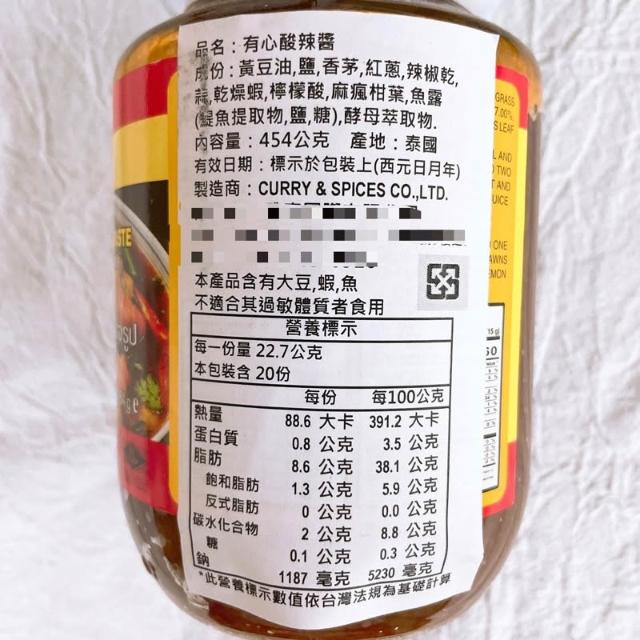 品名：有心酸辣醬
成份：黃豆油,鹽,香茅,紅蔥,辣椒乾,
蒜,乾燥蝦,檸檬酸,麻瘋柑葉,魚露
(鯷魚提取物,鹽,糖),酵母萃取物.
內容量：454公克 產地：泰國
有效日期：標示於包裝上(西元日月年)
製造商：CURRY & SPICES CO.,LTD.
本產品含有大豆,蝦,魚
不適合其過敏體質者食用
營養標示
每一份量 22.7公克
本包裝含 20份
每份 每100公克
熱量 88.6 大卡 391.2 大卡
蛋白質 0.8 公克 3.5 公克
脂肪 8.6 公克 38.1 公克
飽和脂肪 1.3 公克 5.9 公克
反式脂肪 0 公克 0.0 公克
碳水化合物 2 公克 8.8 公克
糖 0.1 公克 0.3 公克
鈉 1187 毫克 5230 毫克
*此營養標示數值依台灣法規為基礎計算